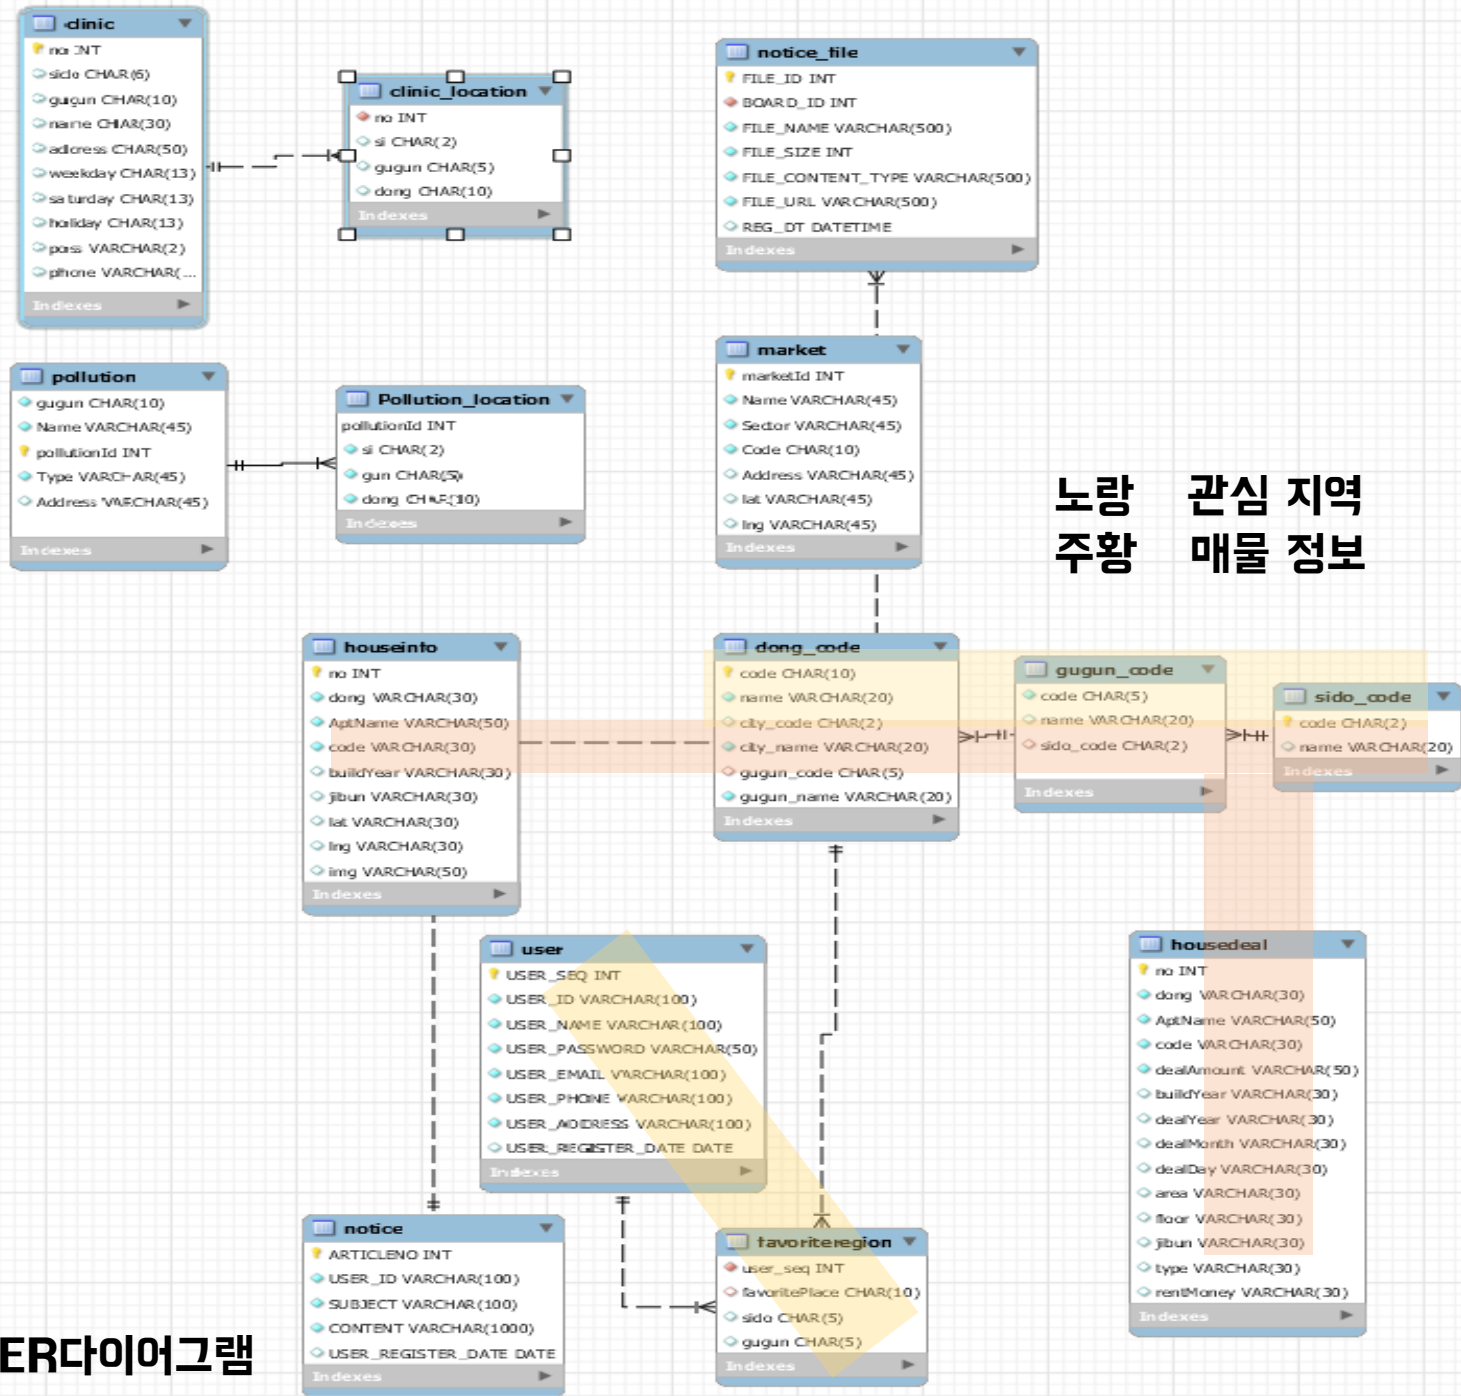 clinic
no INT
sido CHAR(6)
gugun CHAR(10)
name CHAR(30)
address CHAR(50)
weekday CHAR(13)
saturday CHAR(13)
holiday CHAR(13)
poss VARCHAR(2)
phone VARCHAR(...
Indexes
clinic_location
no INT
si CHAR(2)
gugun CHAR(5)
dong CHAR(10)
Indexes
notice_file
FILE_ID INT
BOARD_ID INT
FILE_NAME VARCHAR(500)
FILE_SIZE INT
FILE_CONTENT_TYPE VARCHAR(500)
FILE_URL VARCHAR(500)
REG_DT DATETIME
Indexes
pollution
gugun CHAR(10)
Name VARCHAR(45)
pollutionId INT
Type VARCHAR(45)
Address VARCHAR(45)
Indexes
Pollution_location
pollutionId INT
si CHAR(2)
gun CHAR(5)
dong CHAR(10)
Indexes
market
marketId INT
Name VARCHAR(45)
Sector VARCHAR(45)
Code CHAR(10)
Address VARCHAR(45)
lat VARCHAR(45)
lng VARCHAR(45)
Indexes
노랑 관심 지역
주황 매물 정보
houseinfo
no INT
dong VARCHAR(30)
AptName VARCHAR(50)
code VARCHAR(30)
buildYear VARCHAR(30)
jibun VARCHAR(30)
lat VARCHAR(30)
lng VARCHAR(30)
img VARCHAR(50)
Indexes
dong_code
code CHAR(10)
name VARCHAR(20)
city_code CHAR(2)
city_name VARCHAR(20)
gugun_code CHAR(5)
gugun_name VARCHAR(20)
Indexes
gugun_code
code CHAR(5)
name VARCHAR(20)
sido_code CHAR(2)
Indexes
sido_code
code CHAR(2)
name VARCHAR(20)
Indexes
user
USER_SEQ INT
USER_ID VARCHAR(100)
USER_NAME VARCHAR(100)
USER_PASSWORD VARCHAR(50)
USER_EMAIL VARCHAR(100)
USER_PHONE VARCHAR(100)
USER_ADDRESS VARCHAR(100)
USER_REGISTER_DATE DATE
Indexes
housedeal
no INT
dong VARCHAR(30)
AptName VARCHAR(50)
code VARCHAR(30)
dealAmount VARCHAR(50)
buildYear VARCHAR(30)
dealYear VARCHAR(30)
dealMonth VARCHAR(30)
dealDay VARCHAR(30)
area VARCHAR(30)
floor VARCHAR(30)
jibun VARCHAR(30)
type VARCHAR(30)
rentMoney VARCHAR(30)
Indexes
notice
ARTICLENO INT
USER_ID VARCHAR(100)
SUBJECT VARCHAR(100)
CONTENT VARCHAR(1000)
USER_REGISTER_DATE DATE
Indexes
favoriteregion
user_seq INT
favoritePlace CHAR(10)
sido CHAR(5)
gugun CHAR(5)
Indexes
ER다이어그램